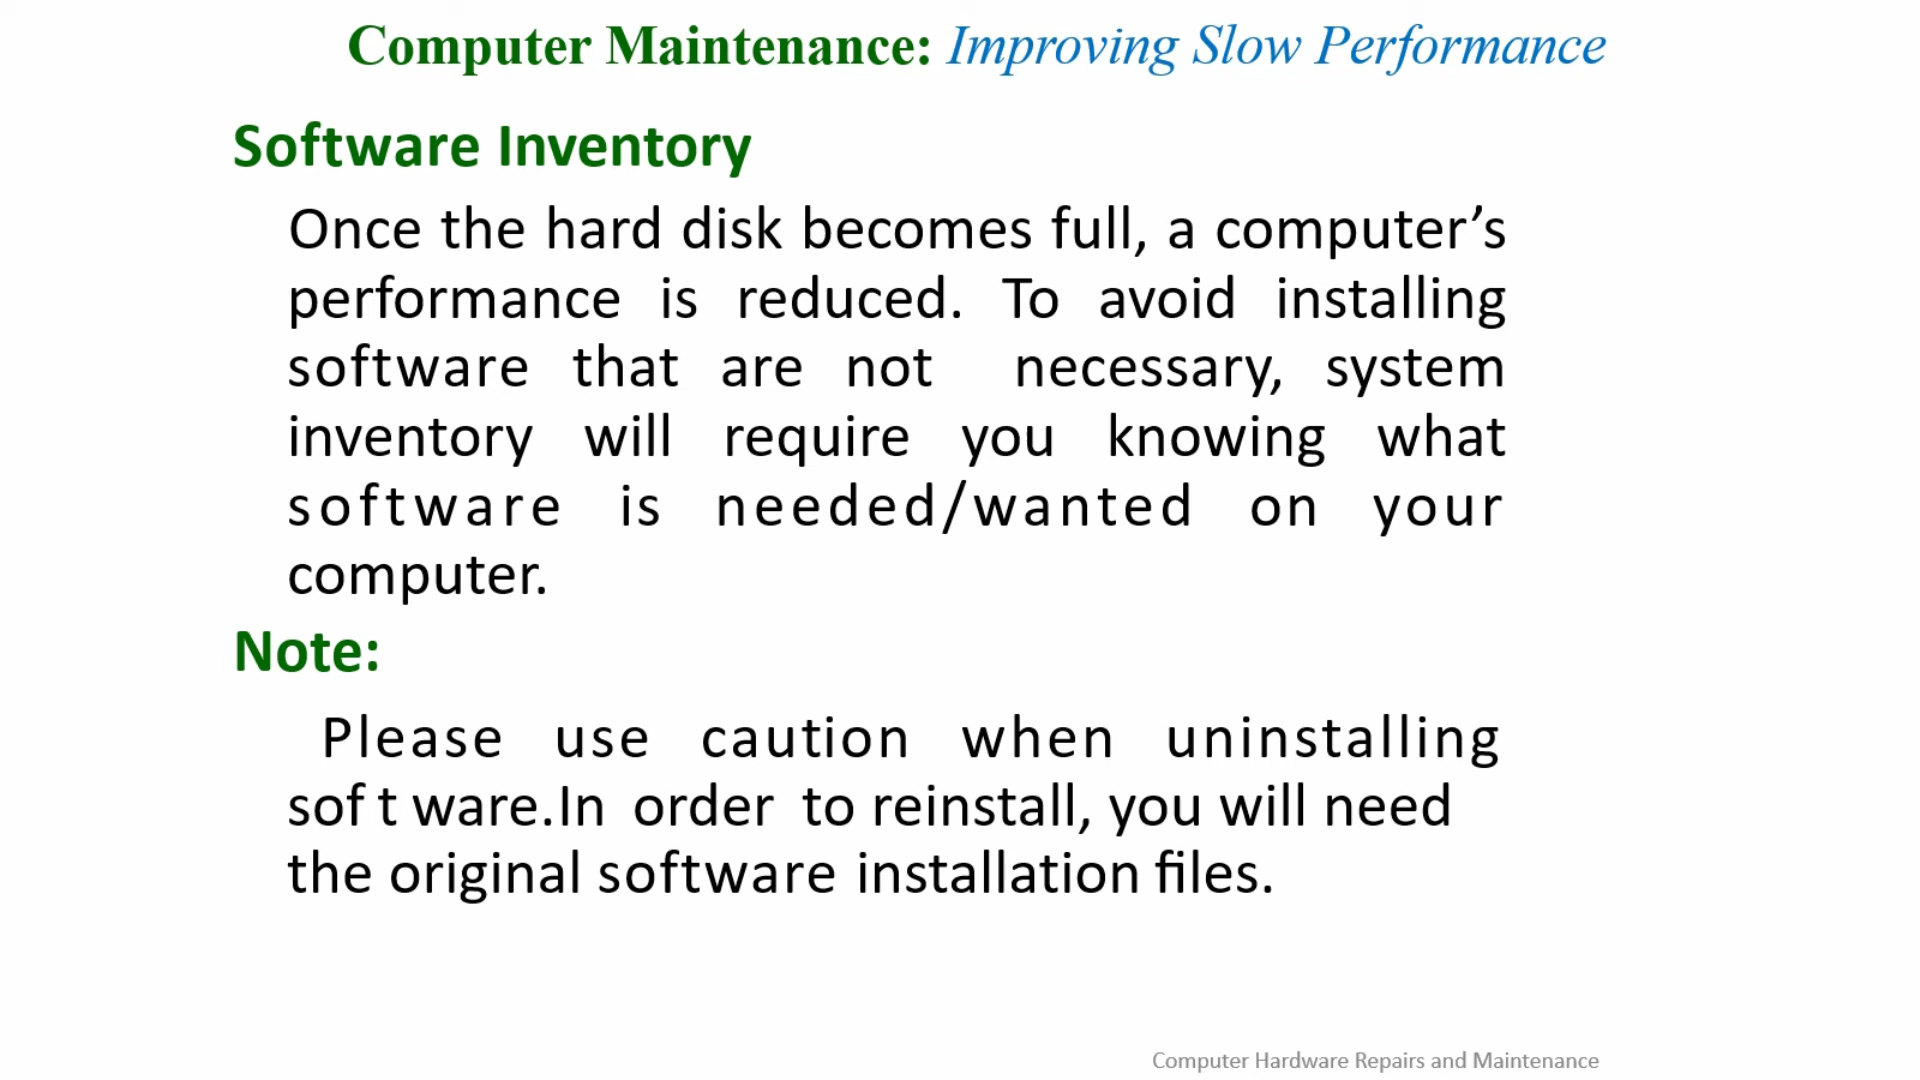 Computer Maintenance: Improving Slow Performance
Software Inventory
Once the hard disk becomes full, a computer’s
performance is reduced. To avoid installing
software that are not necessary, system
inventory will require you knowing what
software is needed/wanted on your
computer.
Note:
Please use caution when uninstalling
software.In order to reinstall, you will need
the original software installation files.
Computer Hardware Repairs and Maintenance